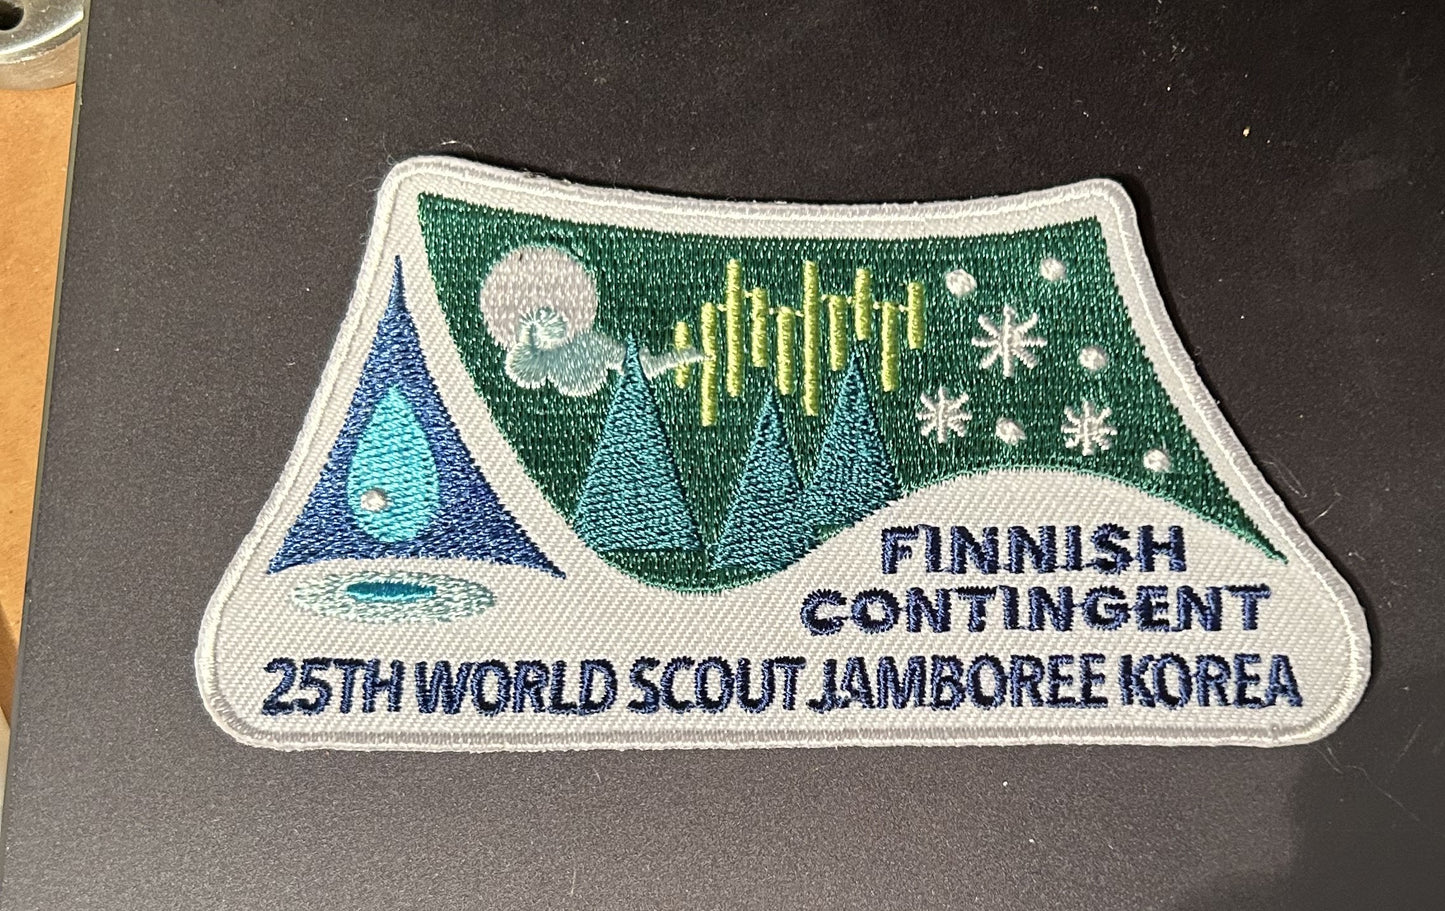 FINNISH
CONTINGENT
25TH WORLD SCOUT JAMBOREE KOREA